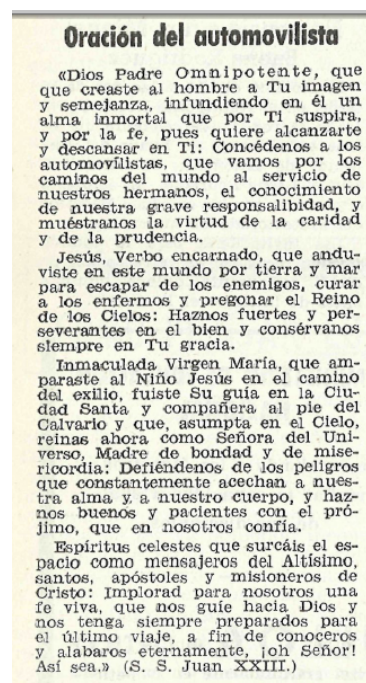 Oración del automovilista
«Dios Padre Omnipotente, que
que creaste al hombre a Tu imagen
y semejanza, infundiendo en él un
alma inmortal que por Ti suspira,
y por la fe, pues quiere alcanzarte
y descansar en Ti: Concédenos a los
automovilistas, que vamos por los
caminos del mundo al servicio de
nuestros hermanos, el conocimiento
de nuestra grave responsalibidad, y
muéstranos la virtud de la caridad
y de la prudencia.
Jesús, Verbo encarnado, que andu-
viste en este mundo por tierra y mar
para escapar de los enemigos, curar
a los enfermos y pregonar el Reino
de los Cielos: Haznos fuertes y per-
severantes en el bien y consérvanos
siempre en Tu gracia.
Inmaculada Virgen María, que am-
paraste al Niño Jesús en el camino
del exilio, fuiste Su guía en la Ciu-
dad Santa y compañera al pie del
Calvario y que, asumpta en el Cielo,
reinas ahora como Señora del Uni-
verso, Madre de bondad y de mise-
ricordia: Defiéndenos de los peligros
que constantemente acechan a nues-
tra alma y a nuestro cuerpo, y haz-
nos buenos y pacientes con el pró-
jimo, que en nosotros confía.
Espíritus celestes que surcáis el es-
pacio como mensajeros del Altísimo,
santos, apóstoles y misioneros de
Cristo: Implorad para nosotros una
fe viva, que nos guíe hacia Dios y
nos tenga siempre preparados para
el último viaje, a fin de conoceros
y alabaros eternamente, ¡oh Señor!
Así sea.» (S. S. Juan XXIII.)